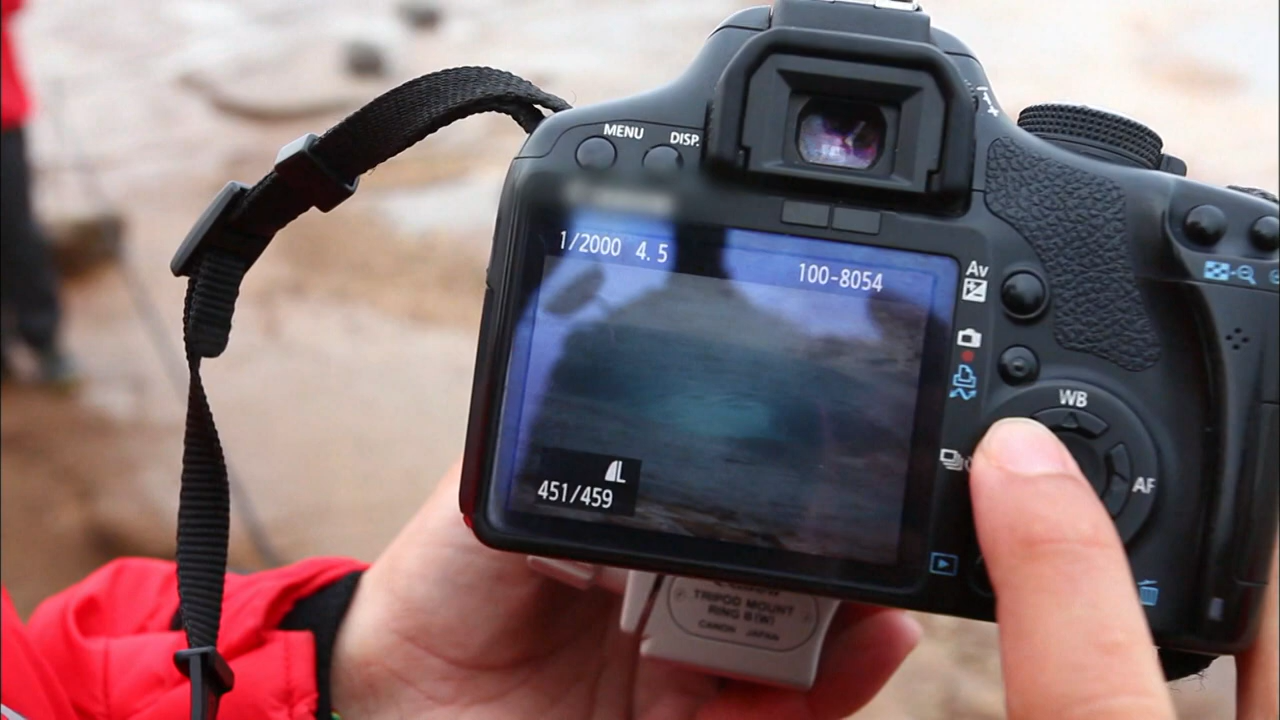 MENU DISP.
1/2000 4.5
100-8054
L
451/459
Av
WB
AF
TRIPOD MOUNT
RING B(W)
CANON JAPAN